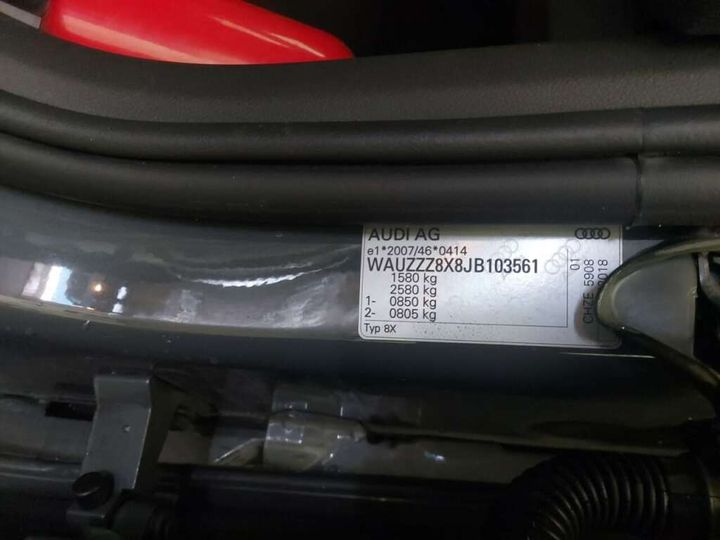 AUDI AG
e1*2007/46*0414
WAUZZZ8X8JB103561
1580 kg
2580 kg
1- 0850 kg
2- 0805 kg
Typ 8X
01
CHZE 5908